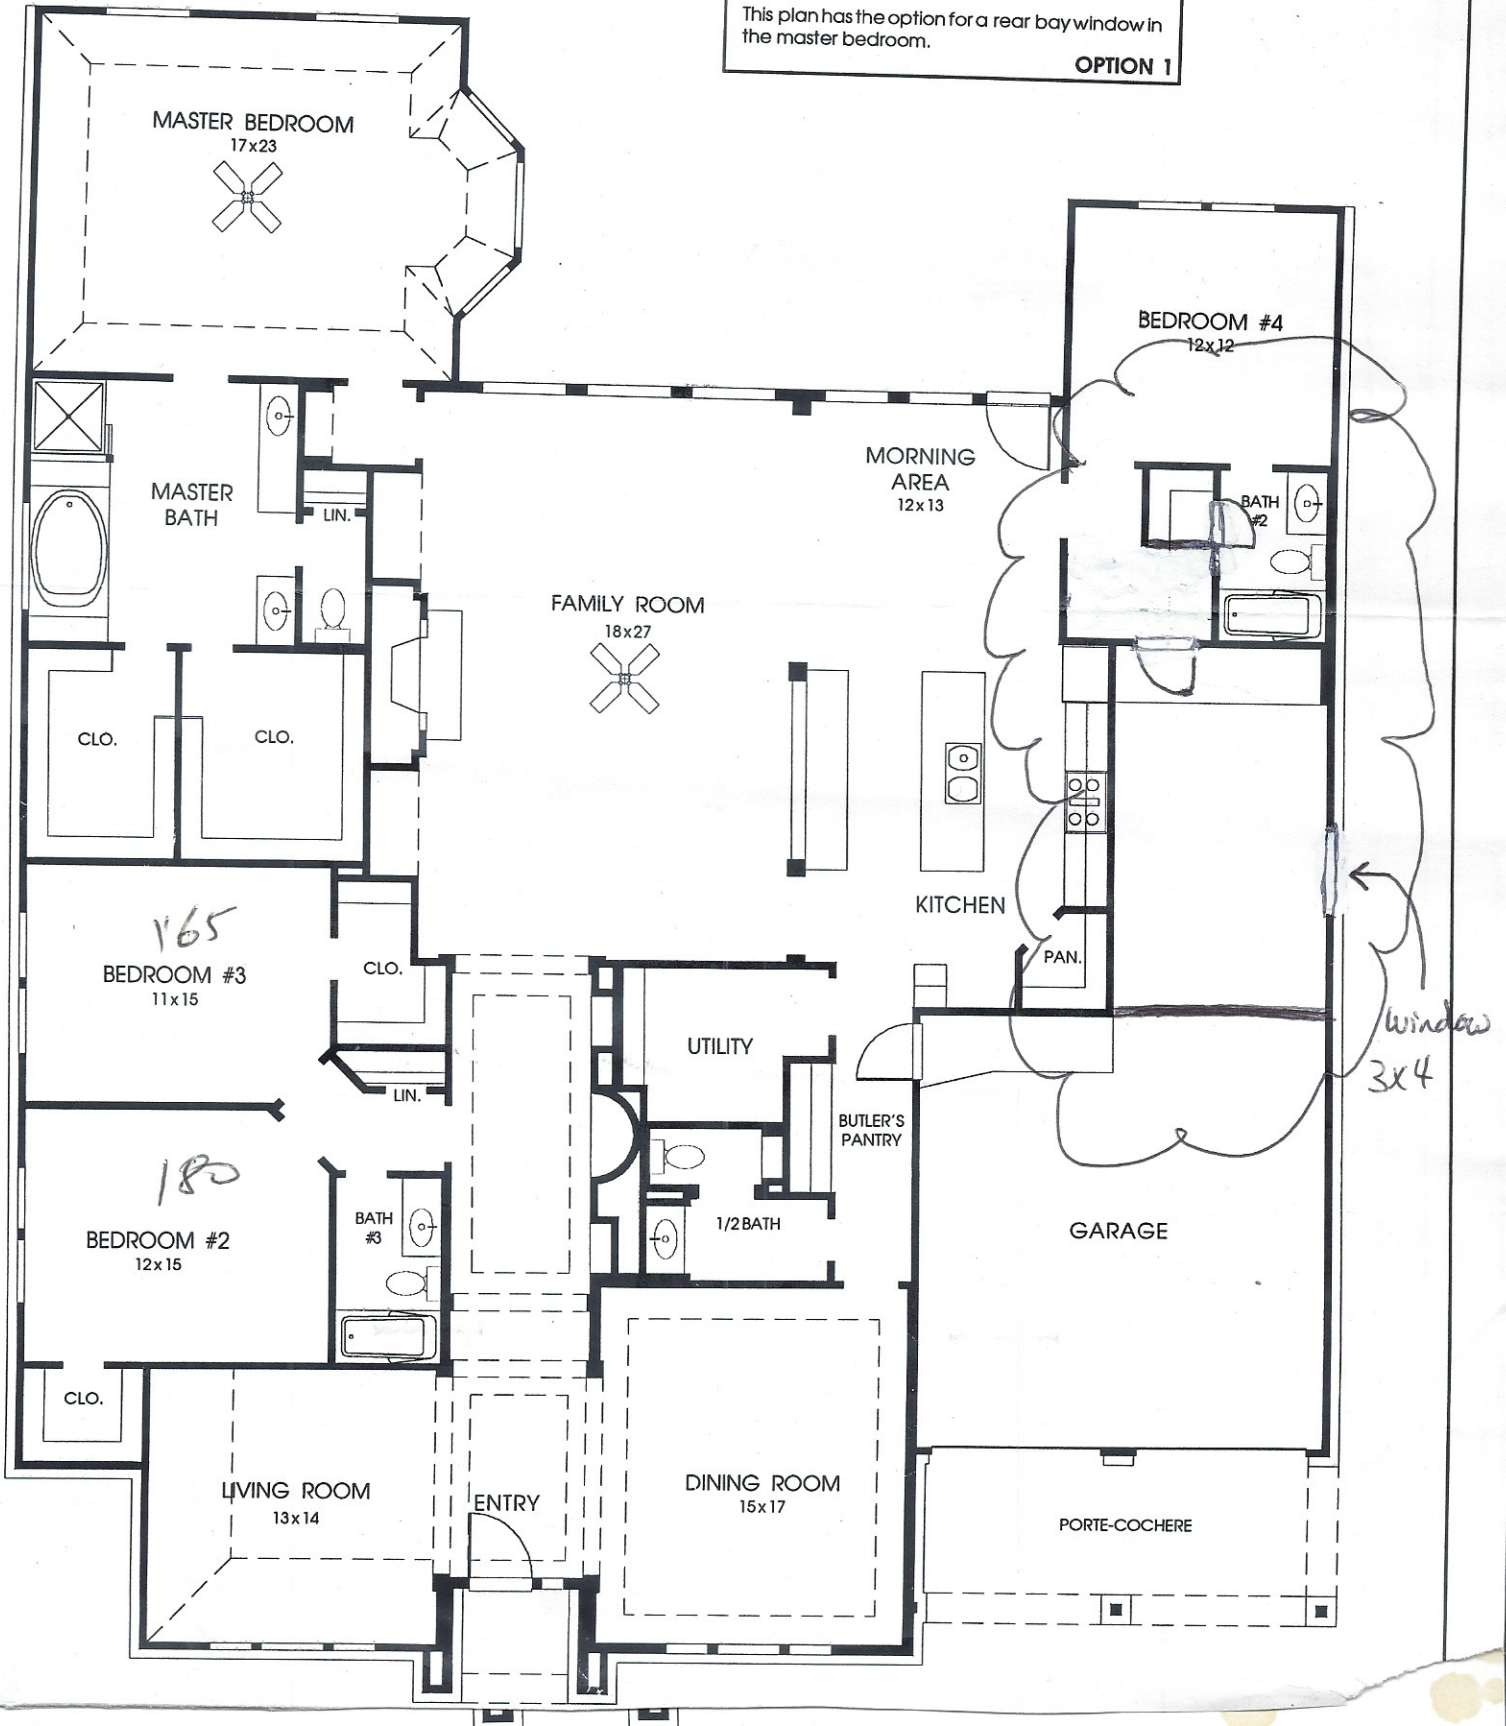 This plan has the option for a rear bay window in
the master bedroom.
OPTION 1
MASTER BEDROOM
17x23
BEDROOM #4
12x12
MORNING
AREA
12x13
MASTER
BATH
LIN.
BATH
#2
FAMILY ROOM
18x27
CLO.
CLO.
KITCHEN
165
BEDROOM #3
11x15
CLO.
PAN.
window
3x4
UTILITY
LIN.
BUTLER'S
PANTRY
180
BEDROOM #2
12x15
BATH
#3
1/2 BATH
GARAGE
CLO.
LIVING ROOM
13x14
ENTRY
DINING ROOM
15x17
PORTE-COCHERE